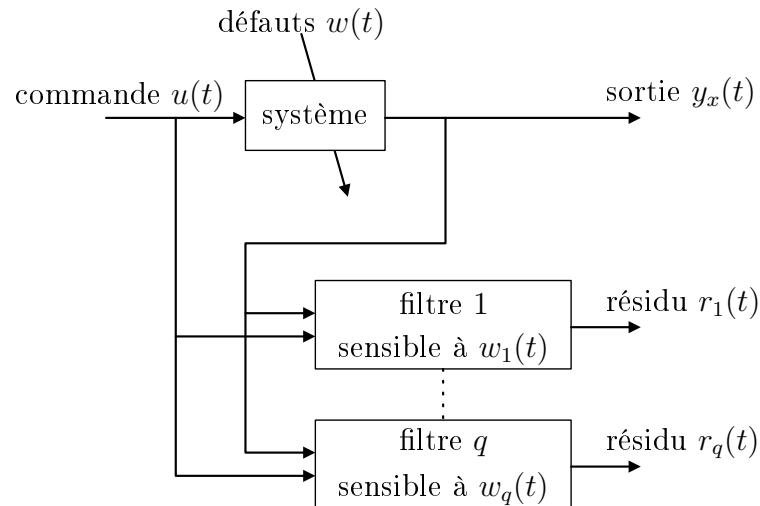 défauts w(t)
commande u(t)
système
sortie y_x(t)
filtre 1
sensible à w_1(t)
résidu r_1(t)
filtre q
sensible à w_q(t)
résidu r_q(t)